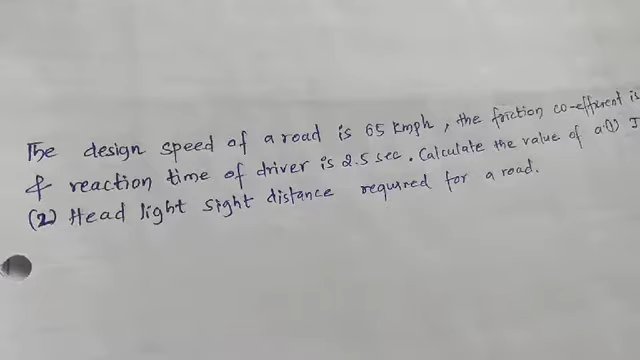 The design speed of a road is 65 Kmph, the friction co-efficent is
& reaction time of driver is 2.5 sec. Calculate the value of a (1) I
(2) Head light sight distance required for a road.